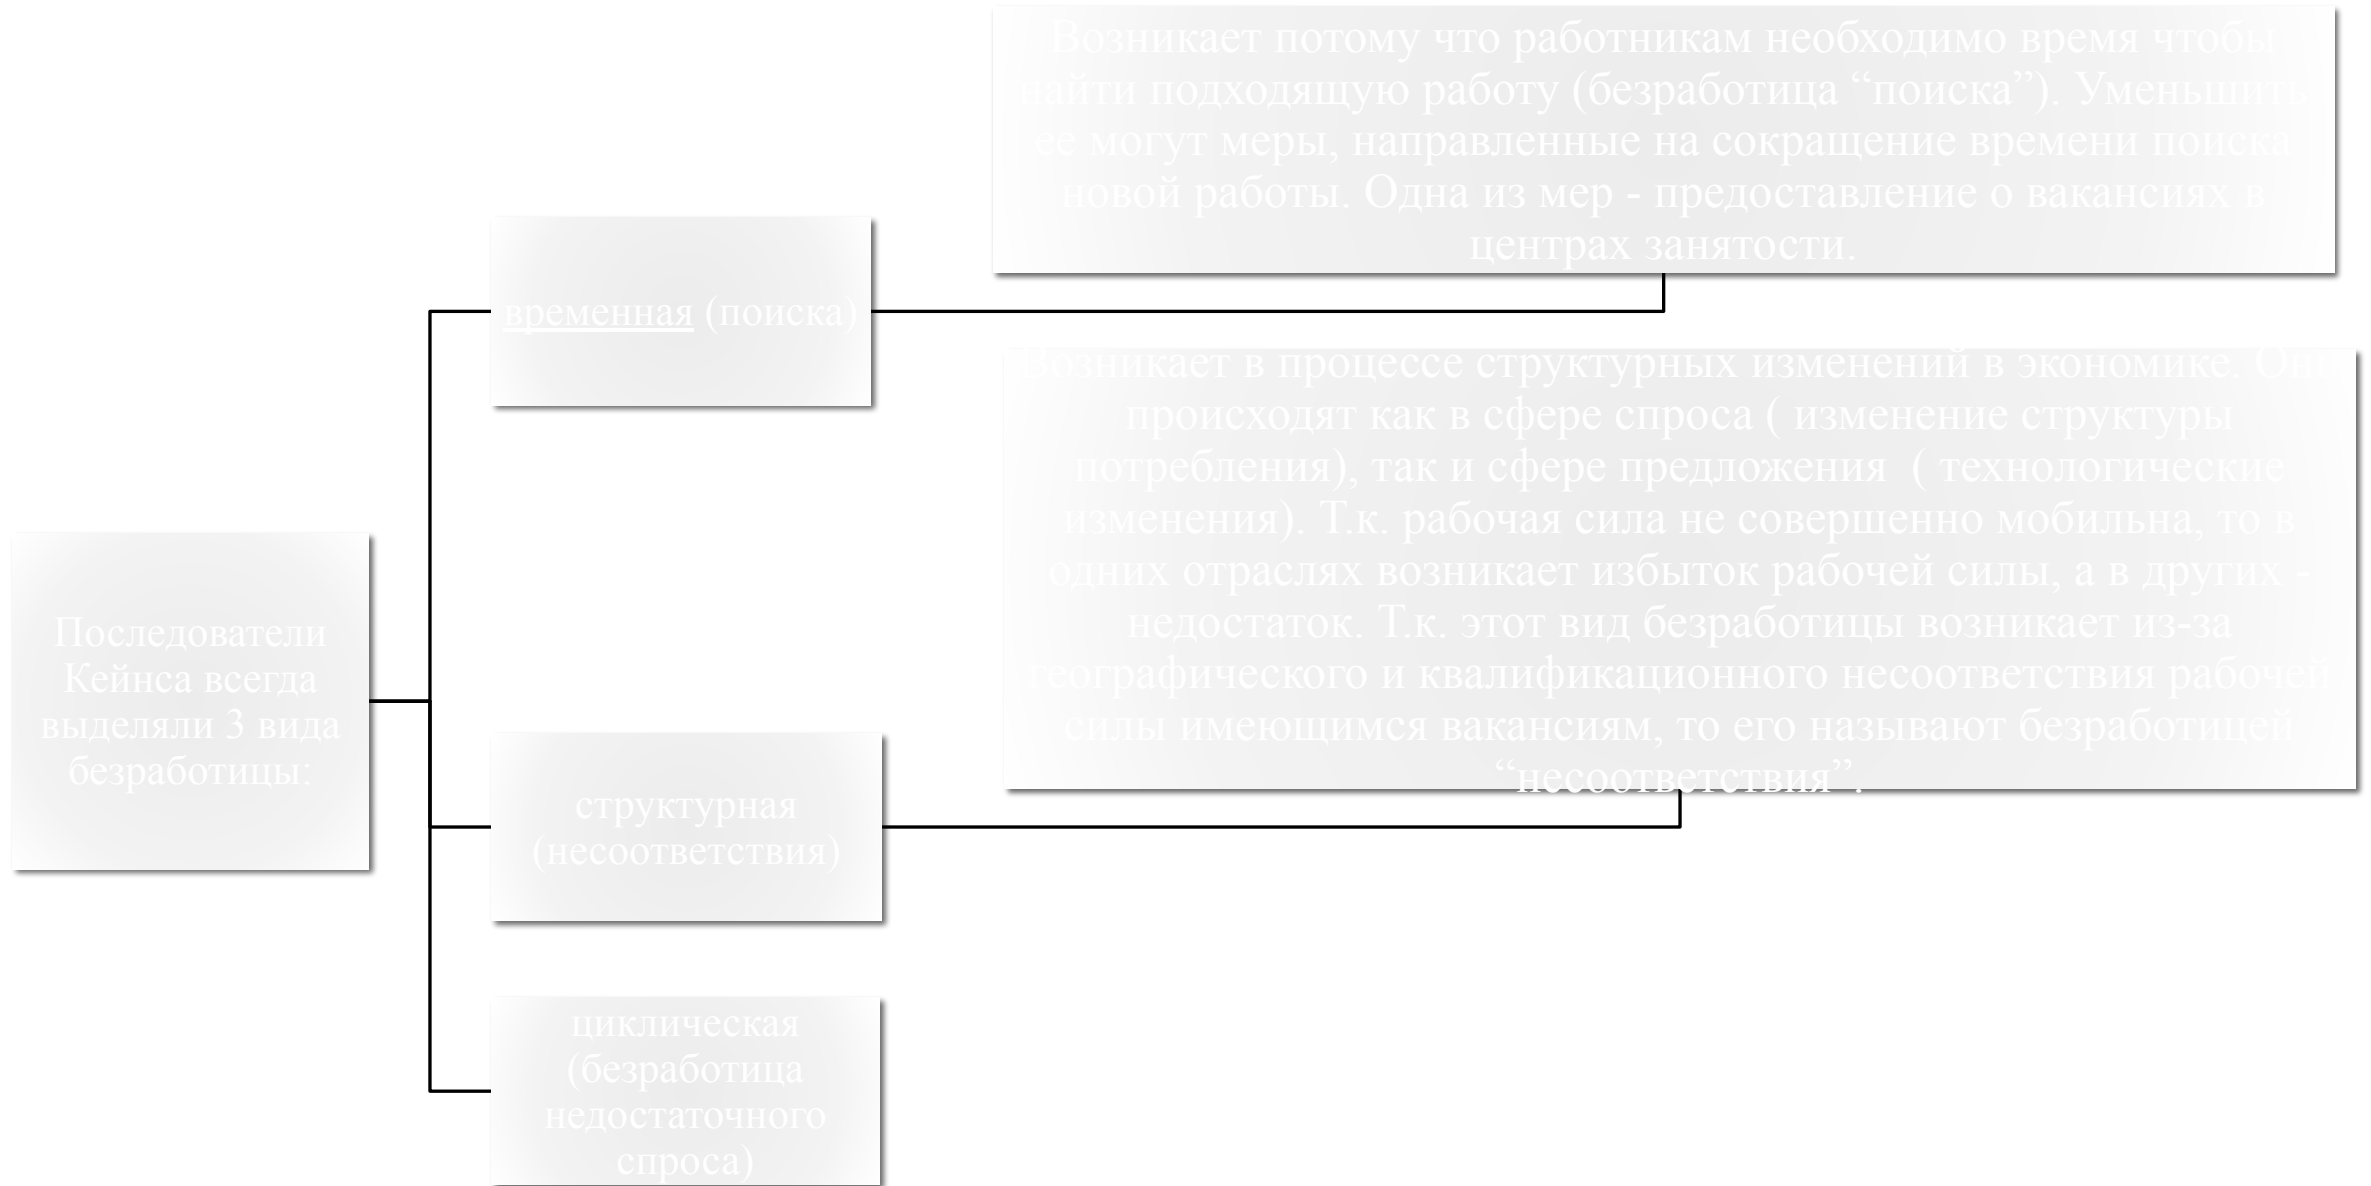 Последователи
Кейнса всегда
выделяли 3 вида
безработицы:
временная (поиска)
Возникает потому что работникам необходимо время чтобы
найти подходящую работу (безработица “поиска”). Уменьшить
ее могут меры, направленные на сокращение времени поиска
новой работы. Одна из мер - предоставление о вакансиях в
центрах занятости.
структурная
(несоответствия)
Возникает в процессе структурных изменений в экономике. Они
происходят как в сфере спроса ( изменение структуры
потребления), так и сфере предложения ( технологические
изменения). Т.к. рабочая сила не совершенно мобильна, то в
одних отраслях возникает избыток рабочей силы, а в других -
недостаток. Т.к. этот вид безработицы возникает из-за
географического и квалификационного несоответствия рабочей
силы имеющимся вакансиям, то его называют безработицей
“несоответствия”.
циклическая
(безработица
недостаточного
спроса)